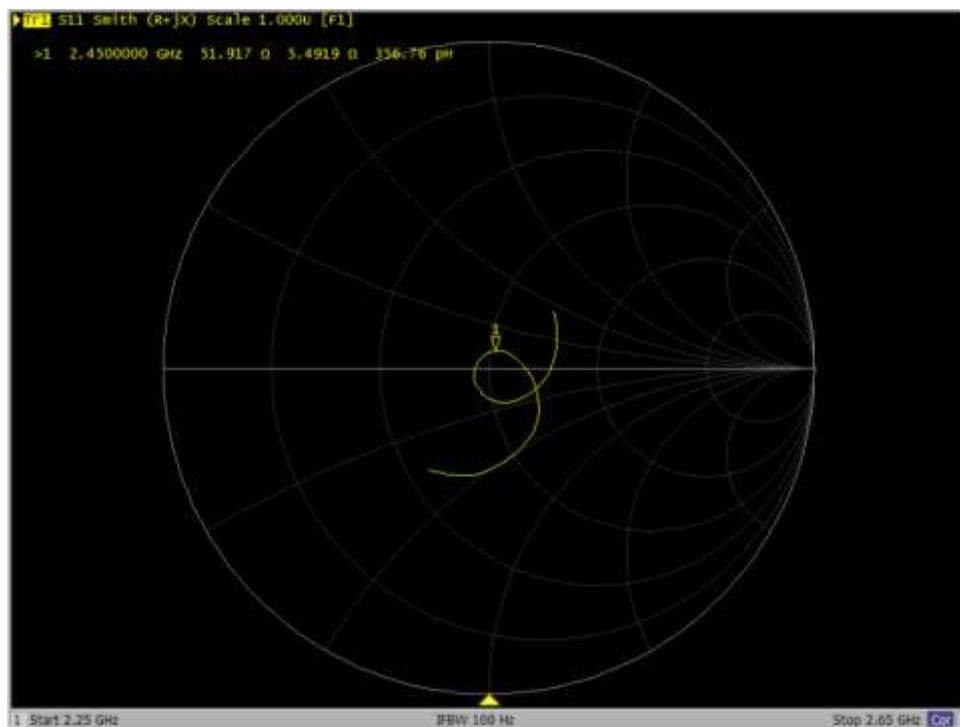 Tr1 S11 Smith (R+jX) Scale 1.000U [F1]
>1 2.4500000 GHz 51.917 Ω 5.4919 Ω 356.76 pH
1
1 Start 2.25 GHz IFBW 100 Hz Stop 2.65 GHz Cor